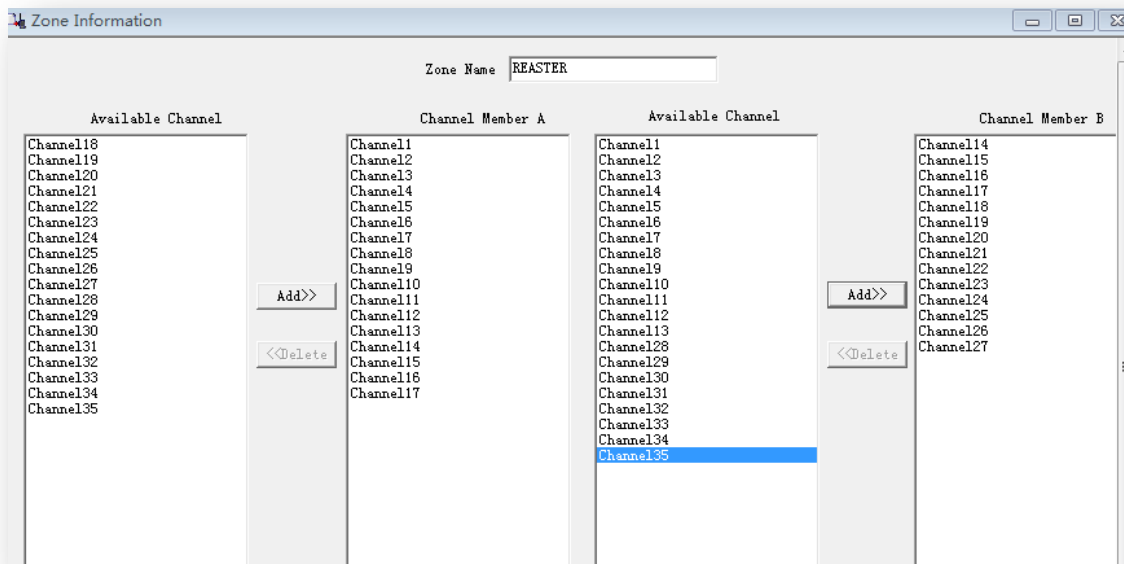 Zone Information
Zone Name REASTER
Available Channel
Channel18
Channel19
Channel20
Channel21
Channel22
Channel23
Channel24
Channel25
Channel26
Channel27
Channel28
Channel29
Channel30
Channel31
Channel32
Channel33
Channel34
Channel35
Add>>
<<Delete
Channel Member A
Channel1
Channel2
Channel3
Channel4
Channel5
Channel6
Channel7
Channel8
Channel9
Channel10
Channel11
Channel12
Channel13
Channel14
Channel15
Channel16
Channel17
Available Channel
Channel1
Channel2
Channel3
Channel4
Channel5
Channel6
Channel7
Channel8
Channel9
Channel10
Channel11
Channel12
Channel13
Channel28
Channel29
Channel30
Channel31
Channel32
Channel33
Channel34
Channel35
Add>>
<<Delete
Channel Member B
Channel14
Channel15
Channel16
Channel17
Channel18
Channel19
Channel20
Channel21
Channel22
Channel23
Channel24
Channel25
Channel26
Channel27